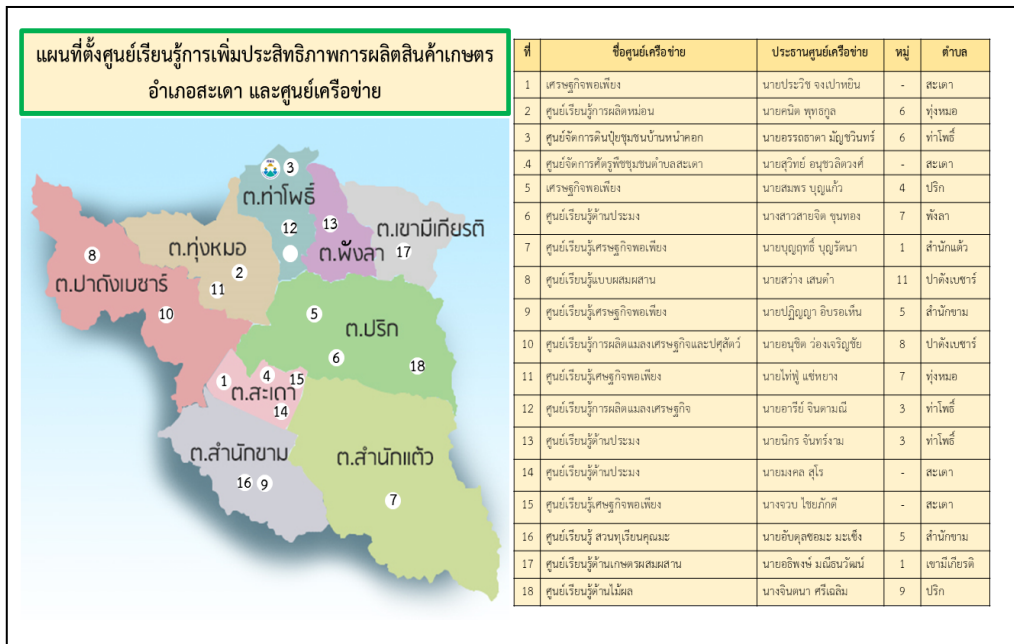 แผนที่ตั้งศูนย์เรียนรู้การเพิ่มประสิทธิภาพการผลิตสินค้าเกษตร
อำเภอสะเดา และศูนย์เครือข่าย
3
ต.ท่าโพธิ์
12
13
ต.พังลา
ต.เขามีเกียรติ
17
8
ต.ทุ่งหมอ
2
11
ต.ปาดังเบซาร์
10
5
ต.ปริก
6
18
1
4
15
ต.สะเดา
14
ต.สำนักขาม
16 9
ต.สำนักแต้ว
7
ที่ ชื่อศูนย์เครือข่าย ประธานศูนย์เครือข่าย หมู่ ตำบล
1 เศรษฐกิจพอเพียง นายประวิช จงเปาหยิน - สะเดา
2 ศูนย์เรียนรู้การผลิตหม่อน นายคนิต พุทธกูล 6 ทุ่งหมอ
3 ศูนย์จัดการดินปุ๋ยชุมชนบ้านหนำคอก นายอรรถธาดา มัญชวินทร์ 6 ท่าโพธิ์
.4 ศูนย์จัดการศัตรูพืชชุมชนตำบลสะเดา นายสุวิทย์ อนุชวลิตวงศ์ - สะเดา
5 เศรษฐกิจพอเพียง นายสมพร บุญแก้ว 4 ปริก
6 ศูนย์เรียนรู้ด้านประมง นางสาวสายจิต ขุนทอง 7 พังลา
7 ศูนย์เรียนรู้เศรษฐกิจพอเพียง นายบุญฤทธิ์ บุญรัตนา 1 สำนักแต้ว
8 ศูนย์เรียนรู้แบบผสมผสาน นายสว่าง เสนดำ 11 ปาดังเบซาร์
9 ศูนย์เรียนรู้เศรษฐกิจพอเพียง นายปฏิญญา อิบรอเห็น 5 สำนักขาม
10 ศูนย์เรียนรู้การผลิตแมลงเศรษฐกิจและปศุสัตว์ นายอนุชิต ว่องเจริญชัย 8 ปาดังเบซาร์
11 ศูนย์เรียนรู้เศษฐกิจพอเพียง นายไท่ฟู่ แซ่หยาง 7 ทุ่งหมอ
12 ศูนย์เรียนรู้การผลิตแมลงเศรษฐกิจ นายอารีย์ จินดามณี 3 ท่าโพธิ์
13 ศูนย์เรียนรู้ด้านประมง นายนิกร จันทร์งาม 3 ท่าโพธิ์
14 ศูนย์เรียนรู้ด้านประมง นายมงคล สุโร - สะเดา
15 ศูนย์เรียนรู้เศษฐกิจพอเพียง นางจวบ ไชยภักดี - สะเดา
16 ศูนย์เรียนรู้ สวนทุเรียนคุณมะ นายอับดุลซอมะ มะเซ็ง 5 สำนักขาม
17 ศูนย์เรียนรู้ด้านเกษตรผสมผสาน นายอธิพงษ์ มณีธนวัฒน์ 1 เขามีเกียรติ
18 ศูนย์เรียนรู้ด้านไม้ผล นางจินตนา ศรีเฉลิม 9 ปริก